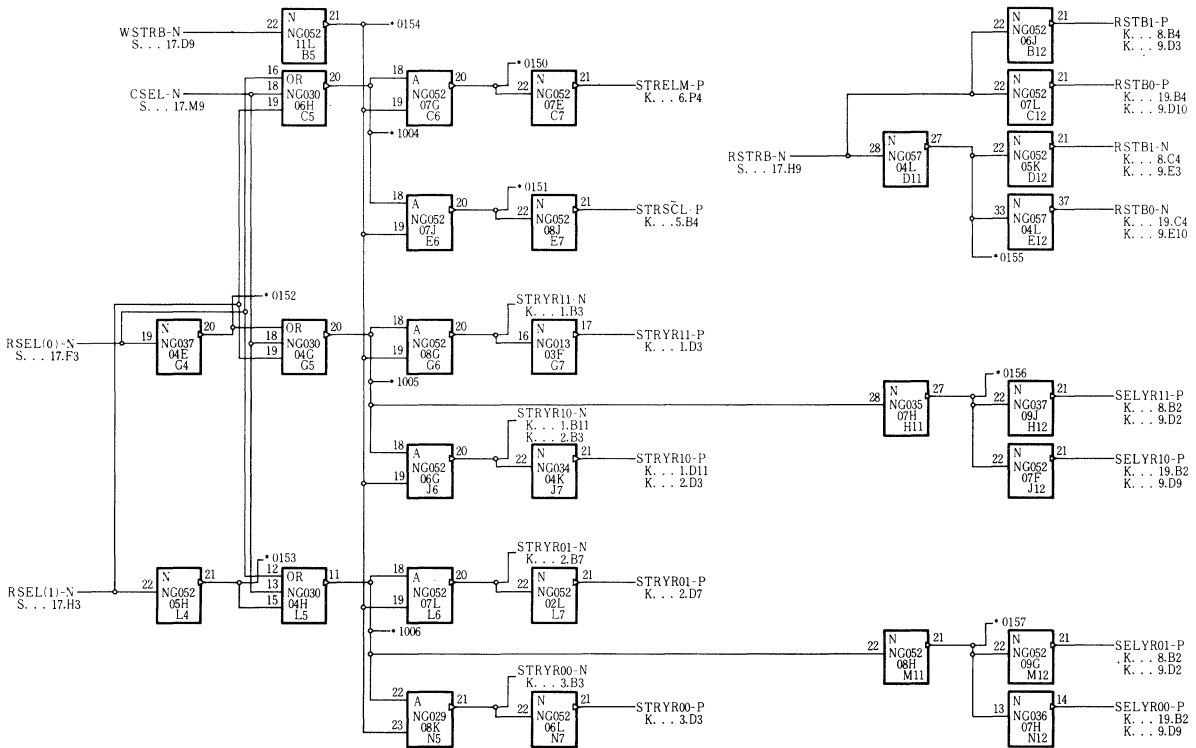 WSTRB-N
S... 17.D9
22
N
NG052
11L
B5
21
*0154
CSEL-N
S... 17.M9
16
18
19
OR
NG030
06H
C5
20
18
19
A
NG052
07G
C6
20
*0150
22
N
NG052
07E
C7
21
STRELM-P
K... 6.P4
*1004
18
19
A
NG052
07J
E6
20
*0151
22
N
NG052
08J
E7
21
STRSCL-P
K... 5.B4
*0152
RSEL(0)-N
S... 17.F3
19
N
NG037
04E
G4
20
18
19
OR
NG030
04G
G5
20
18
19
A
NG052
08G
G6
20
STRYR11-N
K... 1.B3
16
N
NG013
03F
G7
17
STRYR11-P
K... 1.D3
*1005
18
19
A
NG052
06G
J6
20
STRYR10-N
K... 1.B11
K... 2.B3
22
N
NG034
04K
J7
21
STRYR10-P
K... 1.D11
K... 2.D3
*0153
RSEL(1)-N
S... 17.H3
22
N
NG052
05H
L4
21
12
13
15
OR
NG030
04H
L5
11
18
19
A
NG052
07L
L6
20
STRYR01-N
K... 2.B7
22
N
NG052
02L
L7
21
STRYR01-P
K... 2.D7
*1006
22
23
A
NG029
08K
N5
21
STRYR00-N
K... 3.B3
22
N
NG052
06L
N7
21
STRYR00-P
K... 3.D3
22
N
NG052
06J
B12
21
RSTB1-P
K... 8.B4
K... 9.D3
22
N
NG052
07L
C12
21
RSTB0-P
K... 19.B4
K... 9.D10
RSTRB-N
S... 17.H9
28
N
NG057
04L
D11
27
22
N
NG052
05K
D12
21
RSTB1-N
K... 8.C4
K... 9.E3
33
N
NG057
04L
E12
37
RSTB0-N
K... 19.C4
K... 9.E10
*0155
28
N
NG035
07H
H11
27
*0156
22
N
NG037
09J
H12
21
SELYR11-P
K... 8.B2
K... 9.D2
22
N
NG052
07F
J12
21
SELYR10-P
K... 19.B2
K... 9.D9
22
N
NG052
08H
M11
21
*0157
22
N
NG052
09G
M12
21
SELYR01-P
K... 8.B2
K... 9.D2
13
N
NG036
07H
N12
14
SELYR00-P
K... 19.B2
K... 9.D9